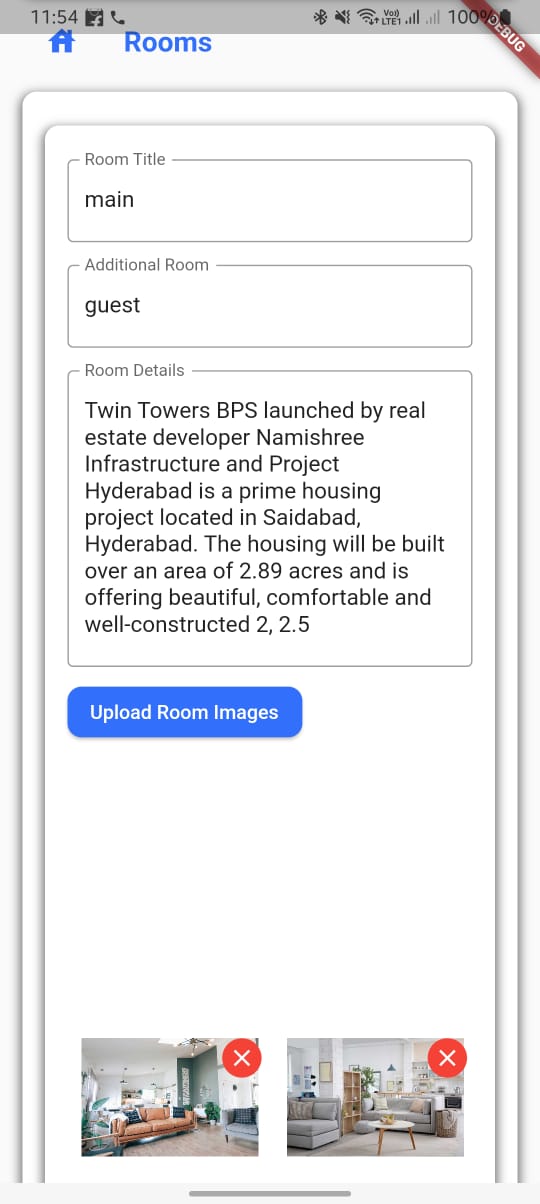 11:54
Vo))
LTE1
100%
DEBUG
Rooms
Room Title
main
Additional Room
guest
Room Details
Twin Towers BPS launched by real
estate developer Namishree
Infrastructure and Project
Hyderabad is a prime housing
project located in Saidabad,
Hyderabad. The housing will be built
over an area of 2.89 acres and is
offering beautiful, comfortable and
well-constructed 2, 2.5
Upload Room Images